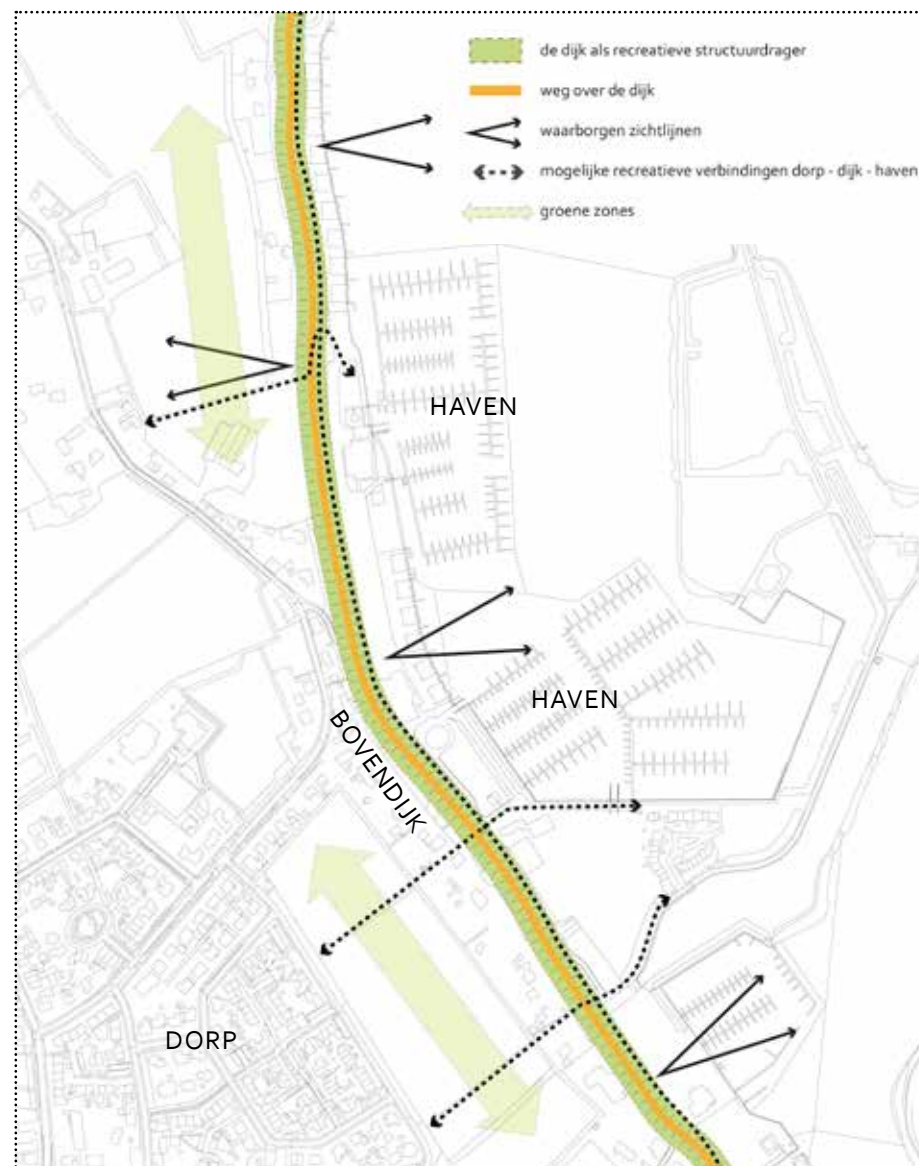 de dijk als recreatieve structuurdrager
weg over de dijk
waarborgen zichtlijnen
mogelijke recreatieve verbindingen dorp - dijk - haven
groene zones
HAVEN
HAVEN
BOVENDIJK
DORP